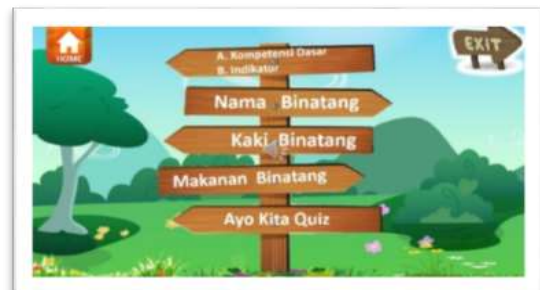 HOME
EXIT
A. Kompetensi Dasar
B. Indikator
Nama Binatang
Kaki Binatang
Makanan Binatang
Ayo Kita Quiz